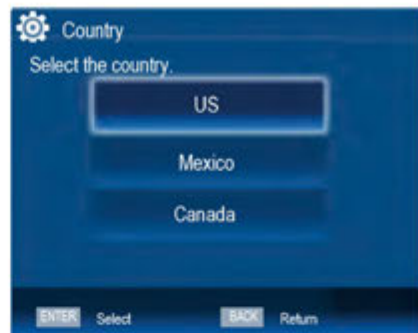 Country
Select the country.
US
Mexico
Canada
ENTER Select BACK Return